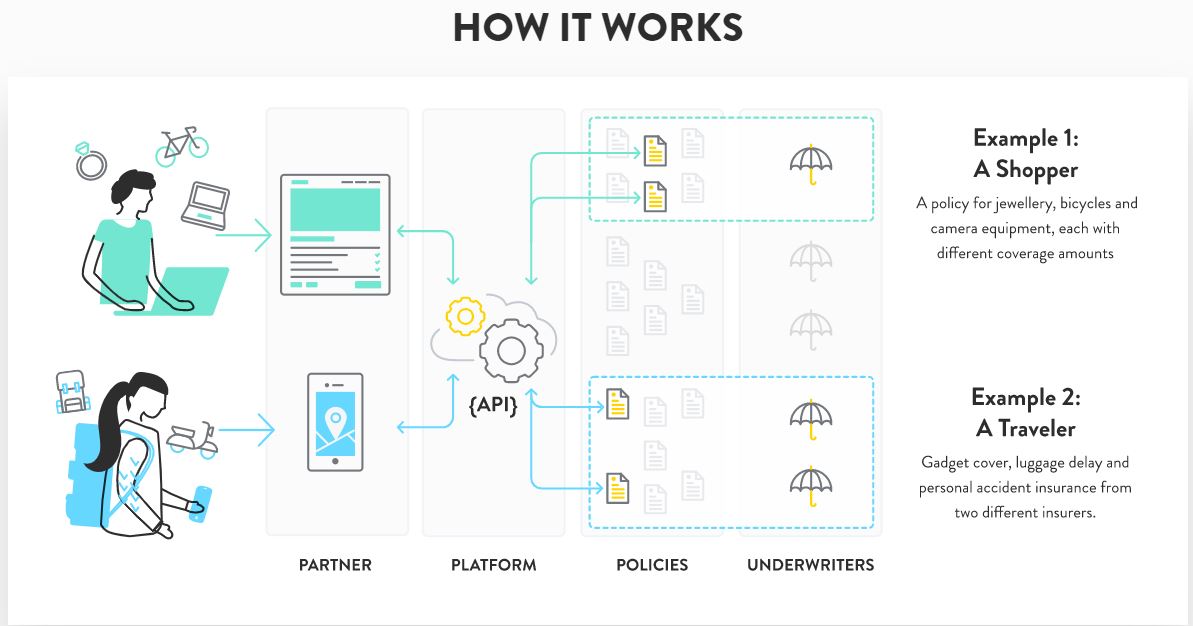 HOW IT WORKS
Example 1:
A Shopper
A policy for jewellery, bicycles and
camera equipment, each with
different coverage amounts
{API}
Example 2:
A Traveler
Gadget cover, luggage delay and
personal accident insurance from
two different insurers.
PARTNER
PLATFORM
POLICIES
UNDERWRITERS